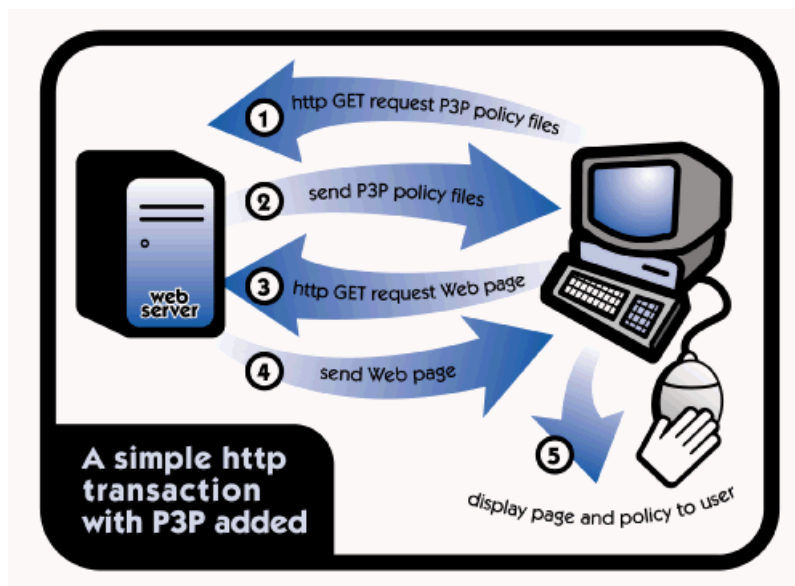 1 http GET request P3P policy files
2 send P3P policy files
3 http GET request Web page
web
server
4 send Web page
5
display page and policy to user
A simple http
transaction
with P3P added